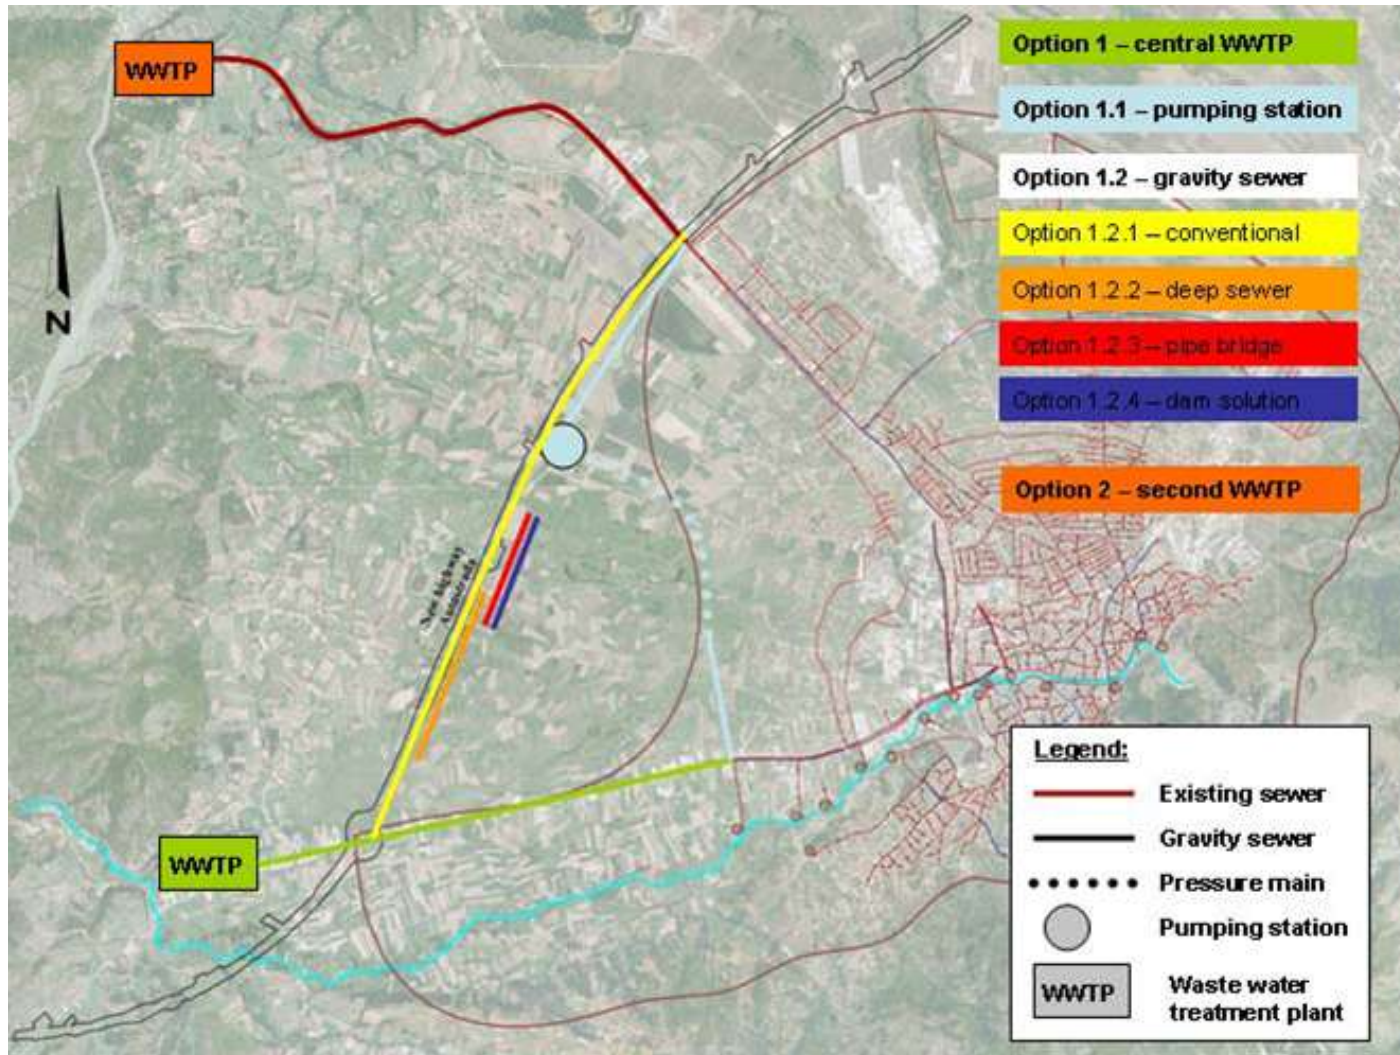 WWTP
Option 1 – central WWTP
Option 1.1 – pumping station
Option 1.2 – gravity sewer
Option 1.2.1 – conventional
Option 1.2.2 – deep sewer
Option 1.2.3 – pipe bridge
Option 1.2.4 – dam solution
Option 2 – second WWTP
N
New highway
Autostrada
WWTP
Legend:
Existing sewer
Gravity sewer
Pressure main
Pumping station
WWTP
Waste water
treatment plant